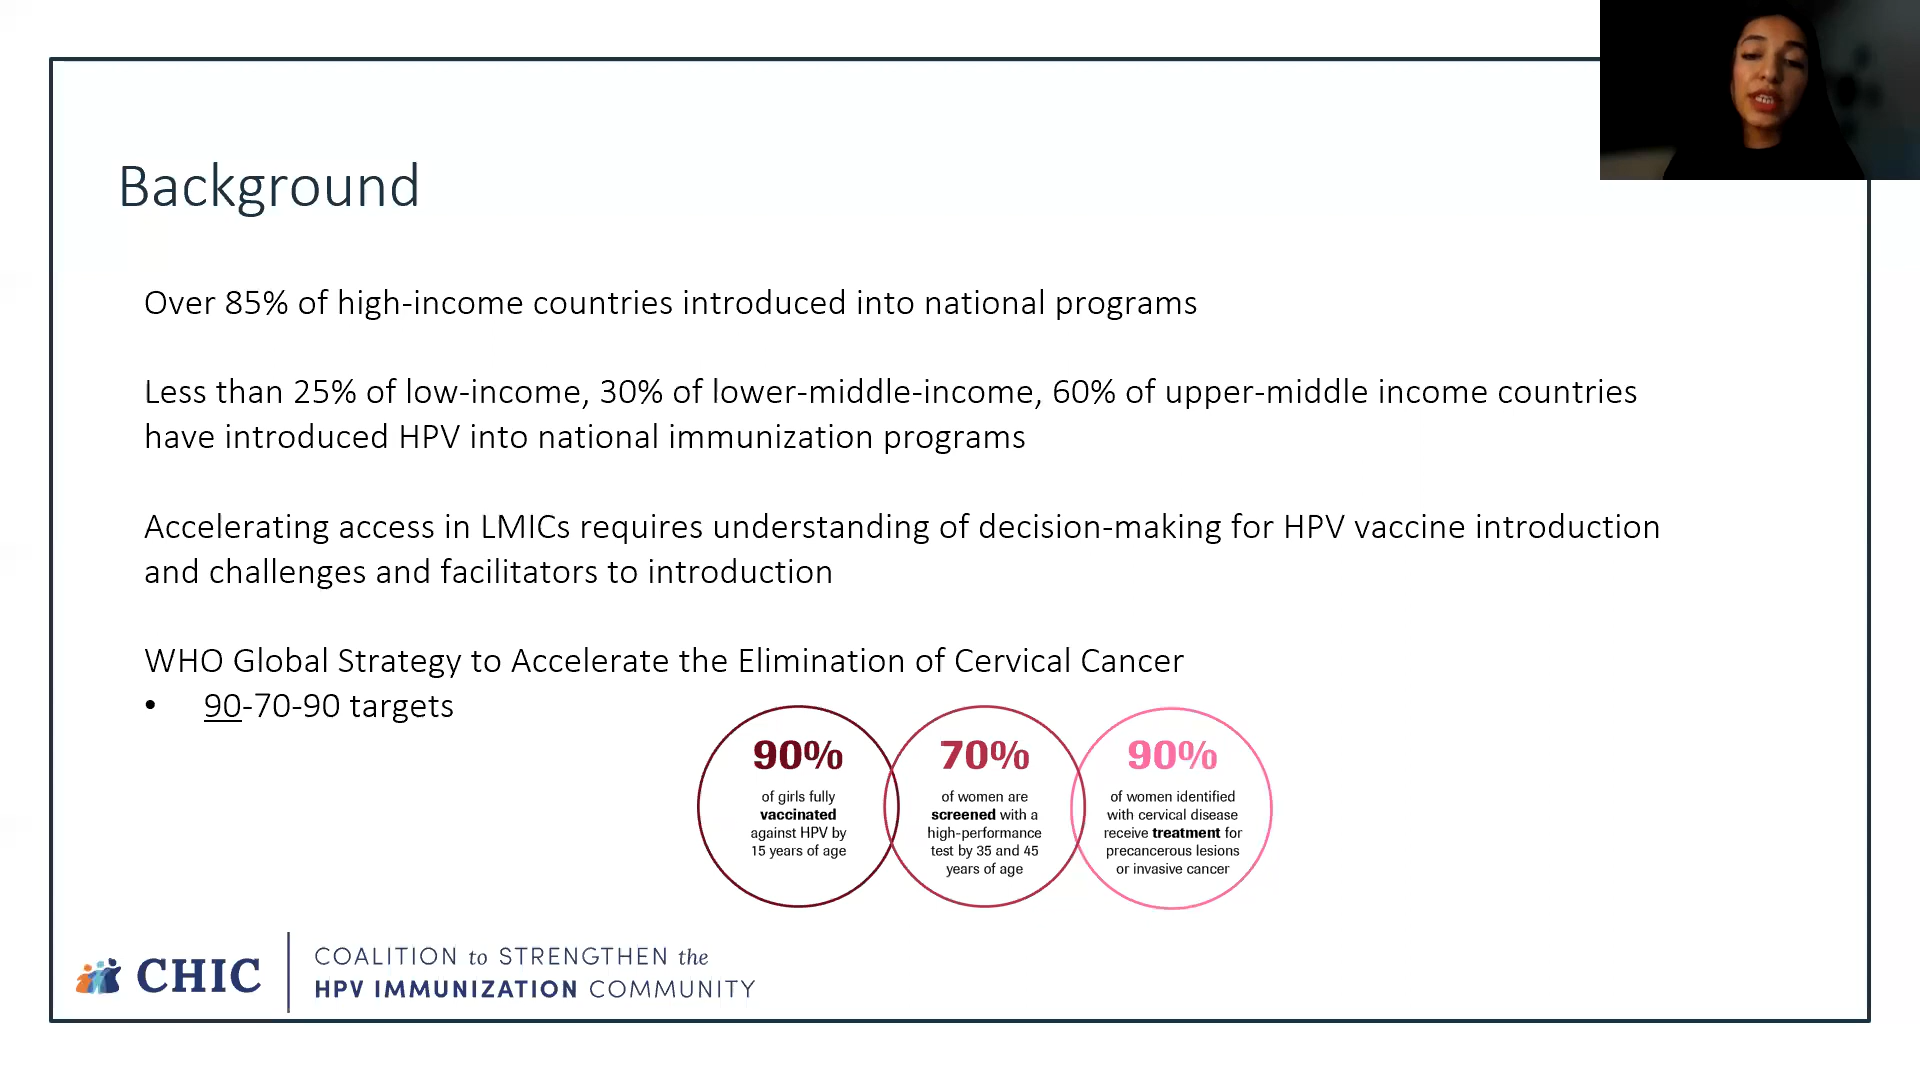 Background
Over 85% of high-income countries introduced into national programs
Less than 25% of low-income, 30% of lower-middle-income, 60% of upper-middle income countries
have introduced HPV into national immunization programs
Accelerating access in LMICs requires understanding of decision-making for HPV vaccine introduction
and challenges and facilitators to introduction
WHO Global Strategy to Accelerate the Elimination of Cervical Cancer
• 90-70-90 targets
90%
of girls fully
vaccinated
against HPV by
15 years of age
70%
of women are
screened with a
high-performance
test by 35 and 45
years of age
90%
of women identified
with cervical disease
receive treatment for
precancerous lesions
or invasive cancer
CHIC
COALITION to STRENGTHEN the
HPV IMMUNIZATION COMMUNITY